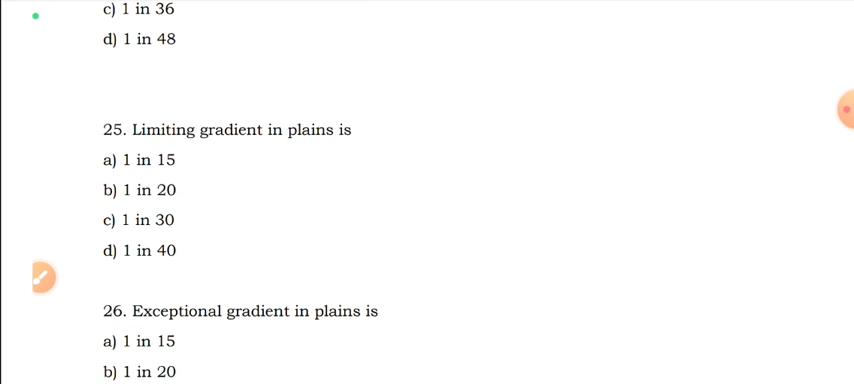 c) 1 in 36
d) 1 in 48
25. Limiting gradient in plains is
a) 1 in 15
b) 1 in 20
c) 1 in 30
d) 1 in 40
26. Exceptional gradient in plains is
a) 1 in 15
b) 1 in 20